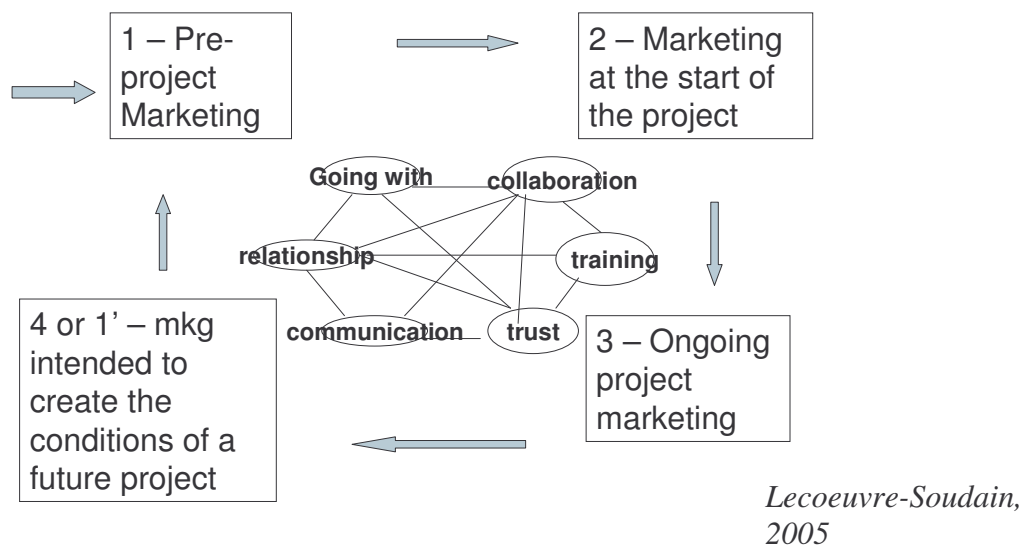 1 – Pre-
project
Marketing
2 – Marketing
at the start of
the project
Going with
collaboration
relationship
training
communication
trust
4 or 1’ – mkg
intended to
create the
conditions of a
future project
3 – Ongoing
project
marketing
Lecoeuvre-Soudain,
2005